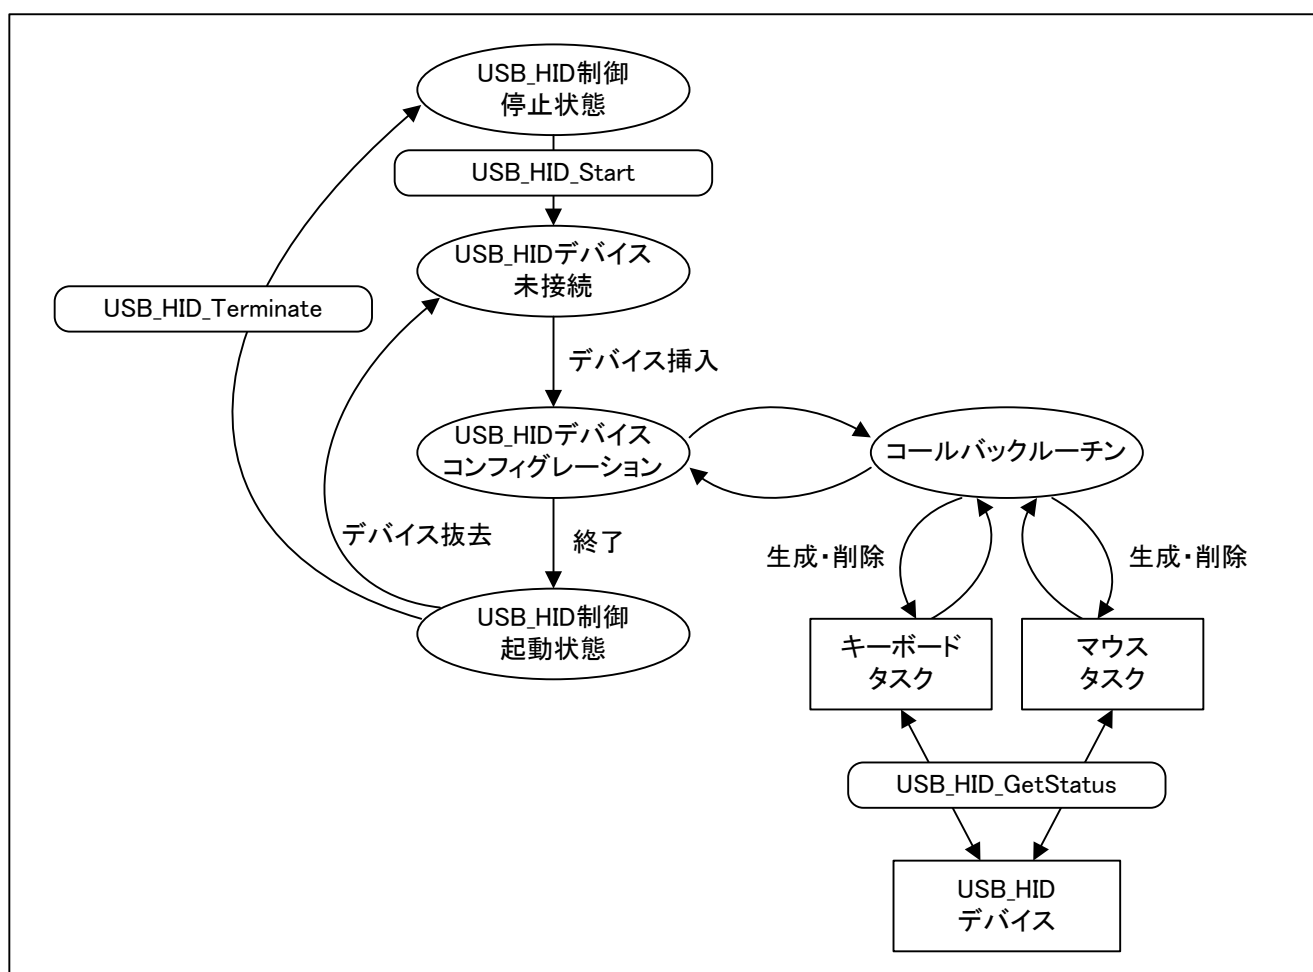 USB_HID制御
停止状態
USB_HID_Start
USB_HIDデバイス
未接続
USB_HID_Terminate
デバイス挿入
USB_HIDデバイス
コンフィグレーション
コールバックルーチン
デバイス抜去
終了
生成・削除
生成・削除
USB_HID制御
起動状態
キーボード
タスク
マウス
タスク
USB_HID_GetStatus
USB_HID
デバイス